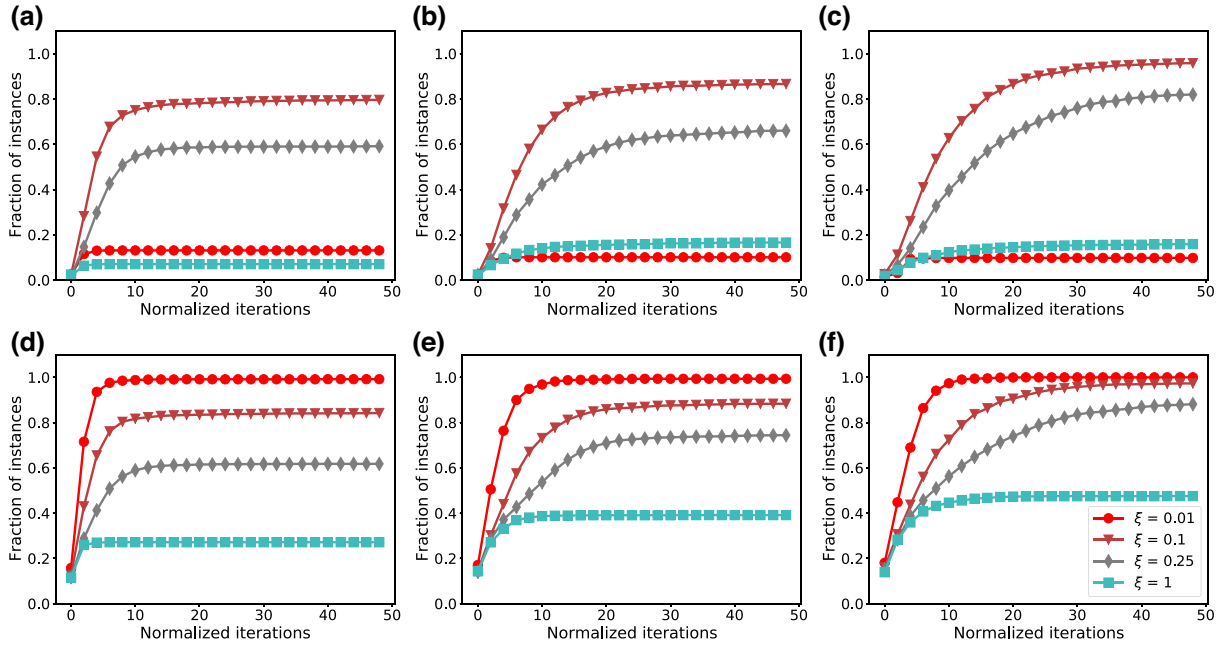 (a)
Fraction of instances
1.0
0.8
0.6
0.4
0.2
0.0
0 10 20 30 40 50
Normalized iterations
(b)
Fraction of instances
1.0
0.8
0.6
0.4
0.2
0.0
0 10 20 30 40 50
Normalized iterations
(c)
Fraction of instances
1.0
0.8
0.6
0.4
0.2
0.0
0 10 20 30 40 50
Normalized iterations
(d)
Fraction of instances
1.0
0.8
0.6
0.4
0.2
0.0
0 10 20 30 40 50
Normalized iterations
(e)
Fraction of instances
1.0
0.8
0.6
0.4
0.2
0.0
0 10 20 30 40 50
Normalized iterations
(f)
Fraction of instances
1.0
0.8
0.6
0.4
0.2
0.0
0 10 20 30 40 50
Normalized iterations
ξ = 0.01
ξ = 0.1
ξ = 0.25
ξ = 1